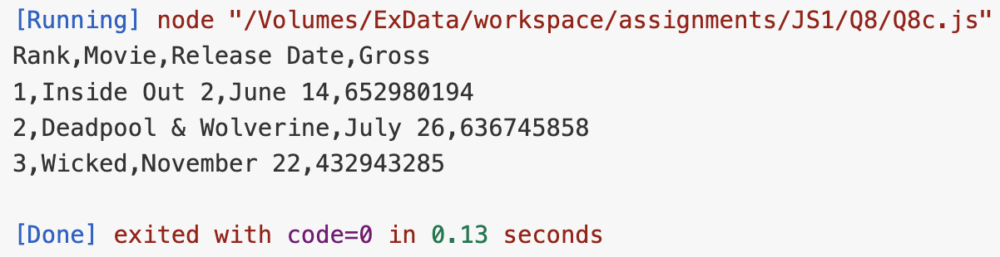 [Running] node "/Volumes/ExData/workspace/assignments/JS1/Q8/Q8c.js"
Rank,Movie,Release Date,Gross
1,Inside Out 2,June 14,652980194
2,Deadpool & Wolverine,July 26,636745858
3,Wicked,November 22,432943285
[Done] exited with code=0 in 0.13 seconds